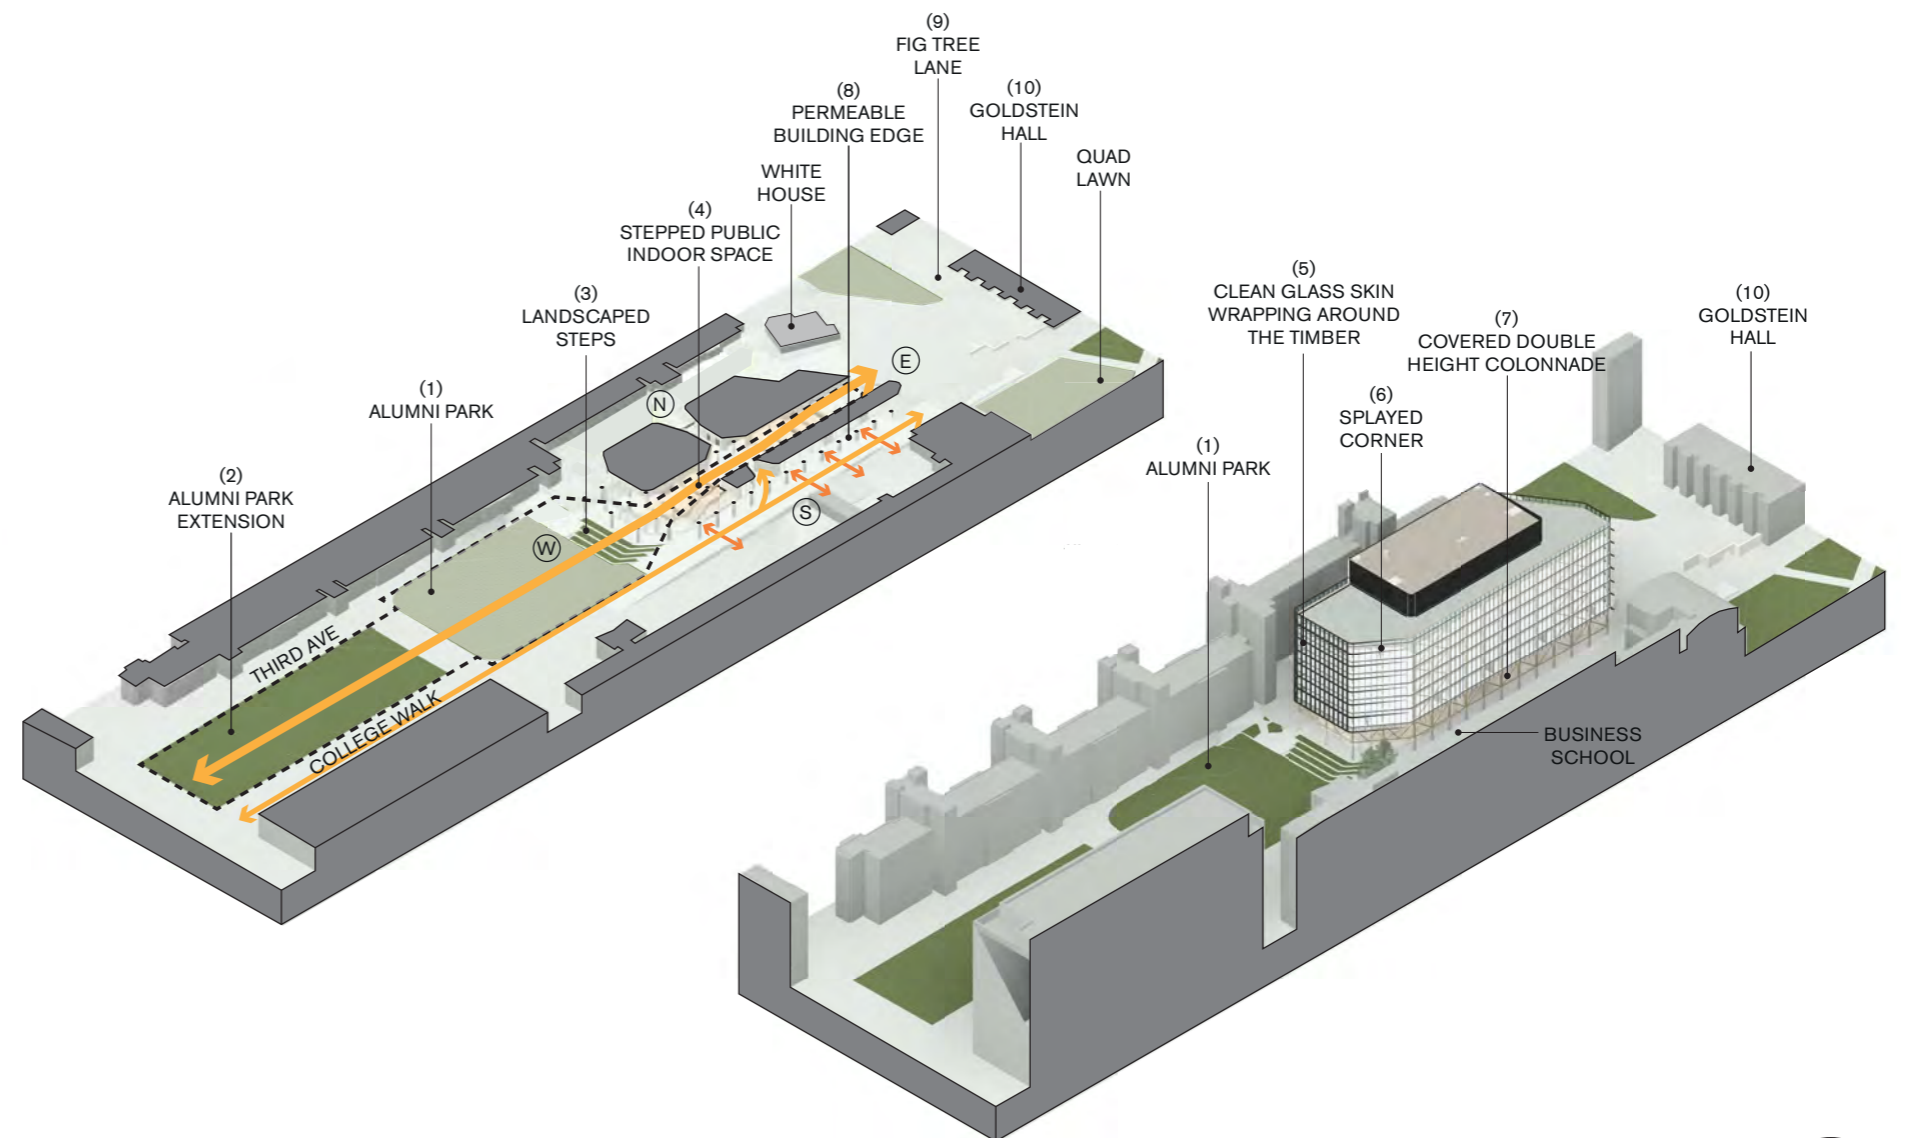 (9)
FIG TREE
LANE
(8)
PERMEABLE
BUILDING EDGE
(10)
GOLDSTEIN
HALL
QUAD
LAWN
WHITE
HOUSE
(4)
STEPPED PUBLIC
INDOOR SPACE
(3)
LANDSCAPED
STEPS
(1)
ALUMNI PARK
(2)
ALUMNI PARK
EXTENSION
N
E
S
W
THIRD AVE
COLLEGE WALK
(5)
CLEAN GLASS SKIN
WRAPPING AROUND
THE TIMBER
(7)
COVERED DOUBLE
HEIGHT COLONNADE
(10)
GOLDSTEIN
HALL
(6)
SPLAYED
CORNER
(1)
ALUMNI PARK
BUSINESS
SCHOOL